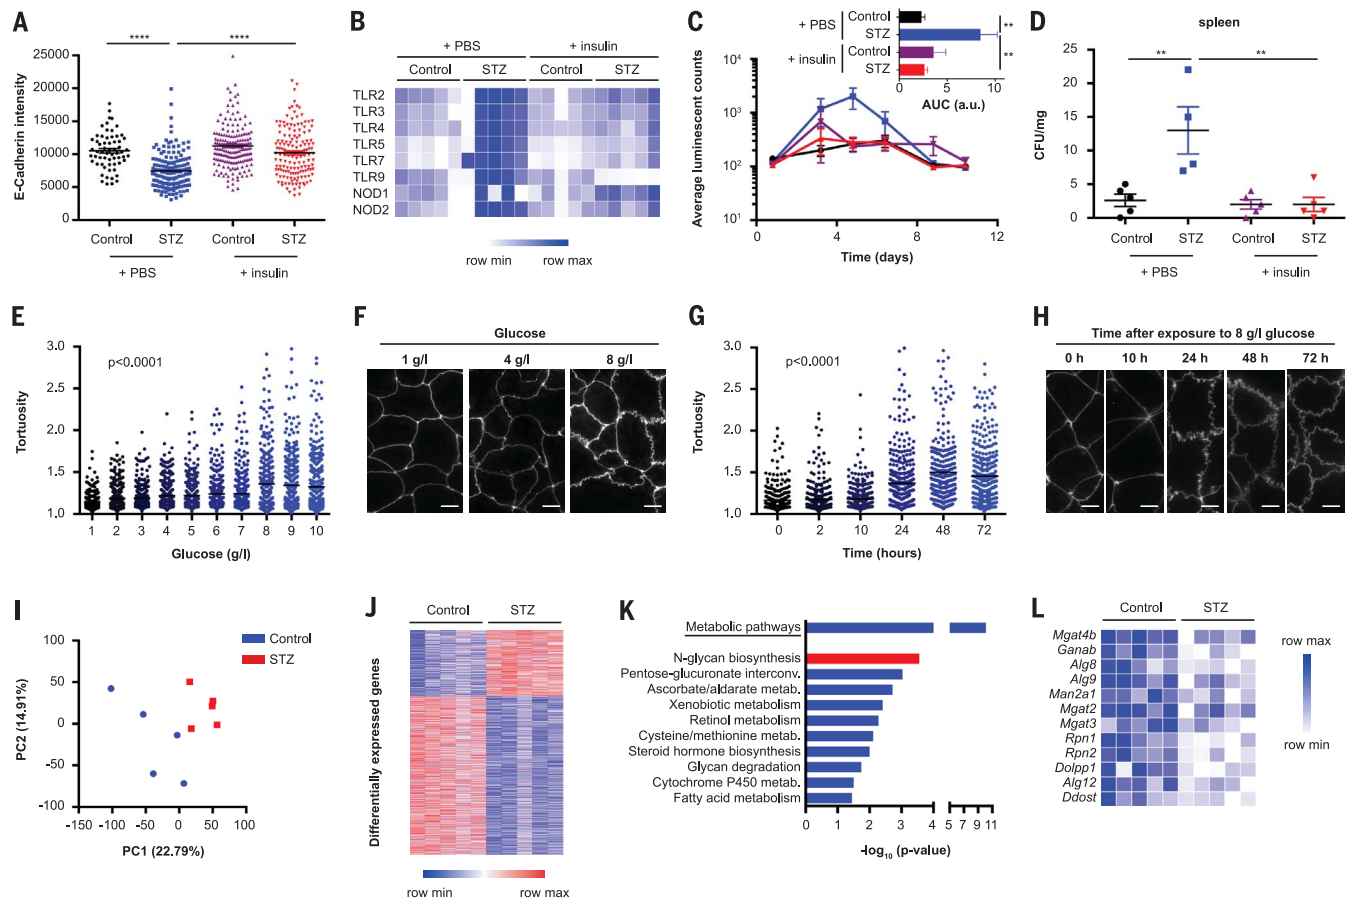 A
****
****
E-Cadherin intensity
25000
20000
15000
10000
5000
0
Control
STZ
Control
STZ
+ PBS
+ insulin
B
+ PBS
+ insulin
Control
STZ
Control
STZ
TLR2
TLR3
TLR4
TLR5
TLR7
TLR9
NOD1
NOD2
row min
row max
C
+ PBS
Control
STZ
+ insulin
Control
STZ
**
**
0
5
10
AUC (a.u.)
Average luminescent counts
10³
10³
10²
10¹
0
4
8
12
Time (days)
D
spleen
**
**
CFU/mg
25
20
15
10
5
0
Control
STZ
Control
STZ
+ PBS
+ insulin
E
p<0.0001
Tortuosity
3.0
2.5
2.0
1.5
1.0
1 2 3 4 5 6 7 8 9 10
Glucose (g/l)
F
Glucose
1 g/l
4 g/l
8 g/l
G
p<0.0001
Tortuosity
3.0
2.5
2.0
1.5
1.0
0 2 10 24 48 72
Time (hours)
H
Time after exposure to 8 g/l glucose
0 h
10 h
24 h
48 h
72 h
I
Control
STZ
PC2 (14.91%)
100
50
0
-50
-100
-150 -100 -50 0 50 100
PC1 (22.79%)
J
Control
STZ
Differentially expressed genes
row min
row max
K
Metabolic pathways
N-glycan biosynthesis
Pentose-glucuronate interconv.
Ascorbate/aldarate metab.
Xenobiotic metabolism
Retinol metabolism
Cysteine/methionine metab.
Steroid hormone biosynthesis
Glycan degradation
Cytochrome P450 metab.
Fatty acid metabolism
0 1 2 3 4 5 7 9 11
-log₁₀ (p-value)
L
Control
STZ
Mgat4b
Ganab
Alg8
Alg9
Man2a1
Mgat2
Mgat3
Rpn1
Rpn2
Dolpp1
Alg12
Ddost
row max
row min